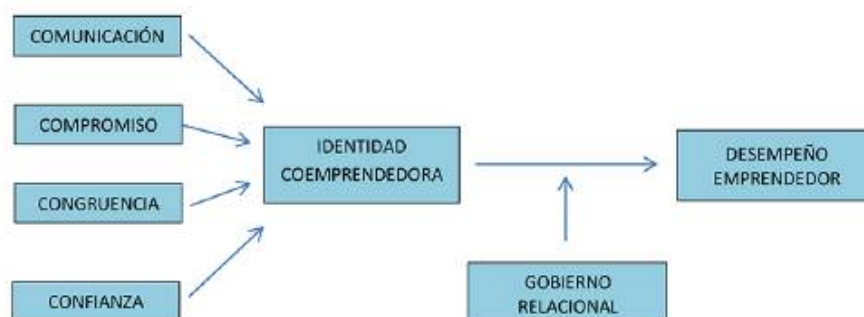 COMUNICACIÓN
COMPROMISO
CONGRUENCIA
CONFIANZA
IDENTIDAD
COEMPRENDEDORA
DESEMPEÑO
EMPRENDEDOR
GOBIERNO
RELACIONAL